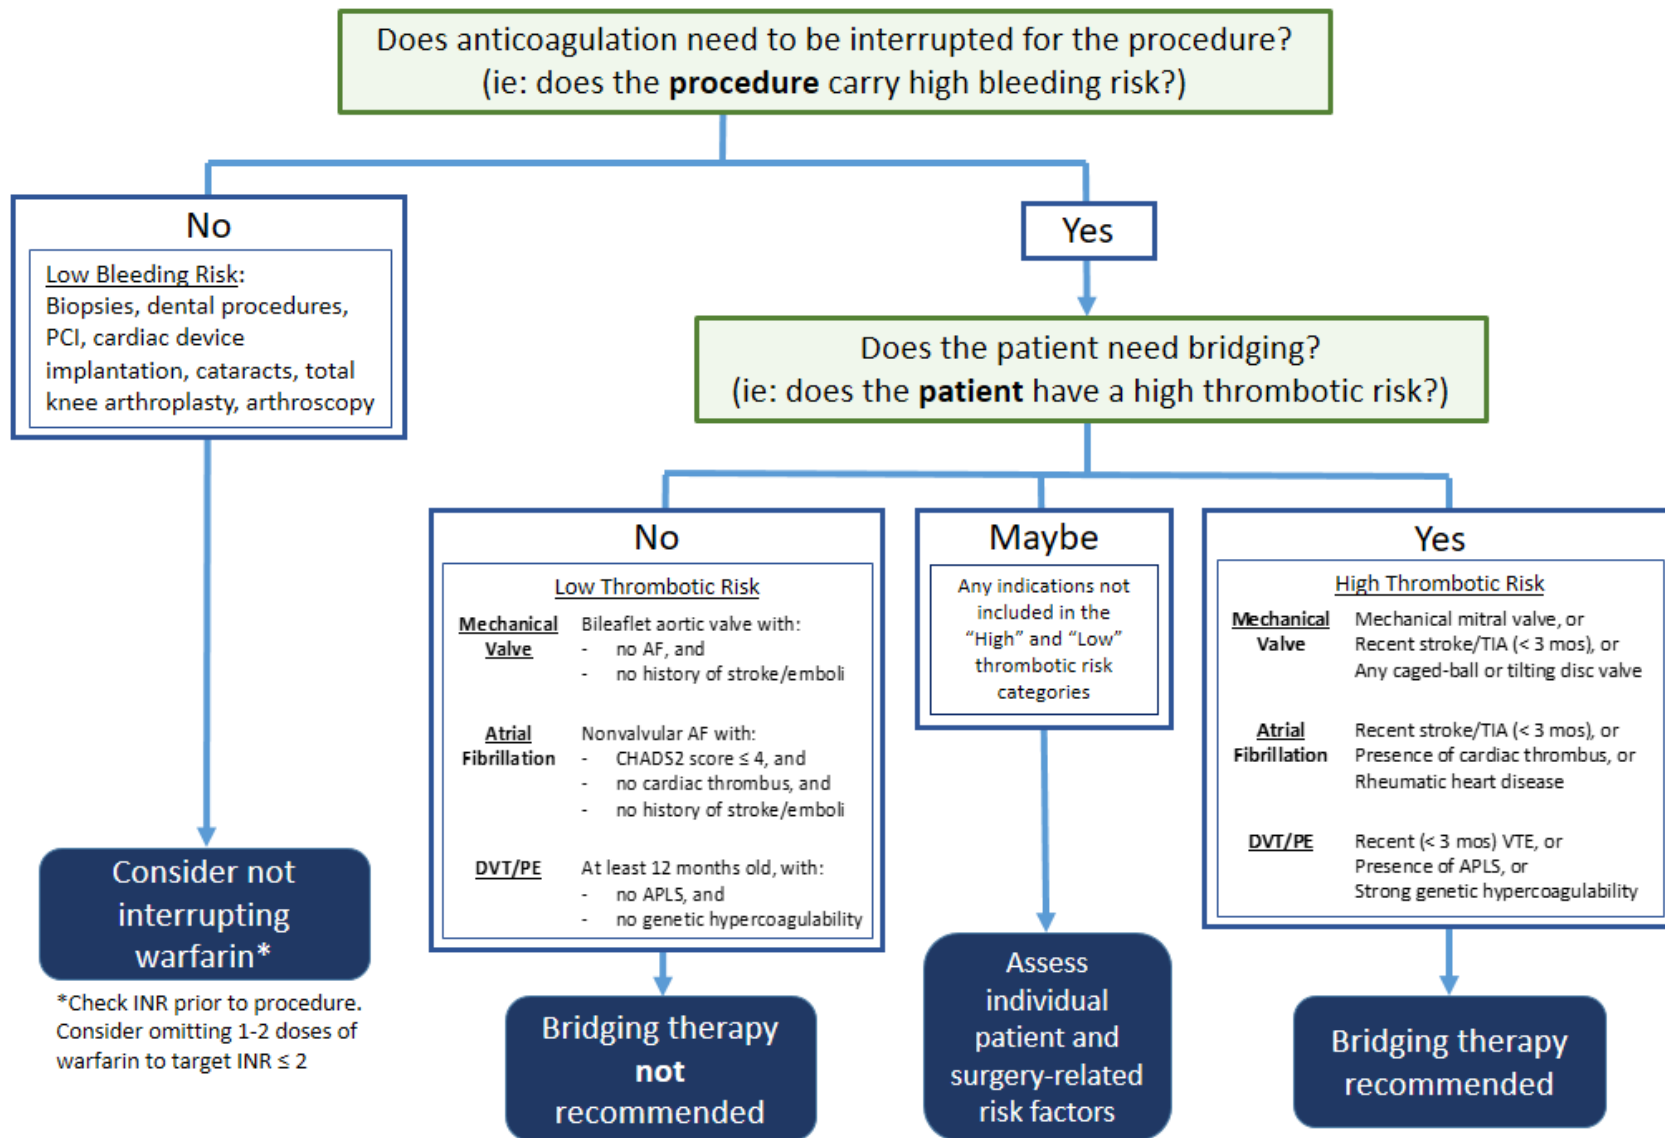 Does anticoagulation need to be interrupted for the procedure?
(ie: does the procedure carry high bleeding risk?)
No
Low Bleeding Risk:
Biopsies, dental procedures,
PCI, cardiac device
implantation, cataracts, total
knee arthroplasty, arthroscopy
Yes
Does the patient need bridging?
(ie: does the patient have a high thrombotic risk?)
No
Low Thrombotic Risk
Mechanical Valve
Bileaflet aortic valve with:
- no AF, and
- no history of stroke/emboli
Atrial Fibrillation
Nonvalvular AF with:
- CHADS2 score ≤ 4, and
- no cardiac thrombus, and
- no history of stroke/emboli
DVT/PE
At least 12 months old, with:
- no APLS, and
- no genetic hypercoagulability
Maybe
Any indications not
included in the
“High” and “Low”
thrombotic risk
categories
Yes
High Thrombotic Risk
Mechanical Valve
Mechanical mitral valve, or
Recent stroke/TIA (< 3 mos), or
Any caged-ball or tilting disc valve
Atrial Fibrillation
Recent stroke/TIA (< 3 mos), or
Presence of cardiac thrombus, or
Rheumatic heart disease
DVT/PE
Recent (< 3 mos) VTE, or
Presence of APLS, or
Strong genetic hypercoagulability
Consider not
interrupting
warfarin*
*Check INR prior to procedure.
Consider omitting 1-2 doses of
warfarin to target INR ≤ 2
Bridging therapy
not
recommended
Assess
individual
patient and
surgery-related
risk factors
Bridging therapy
recommended